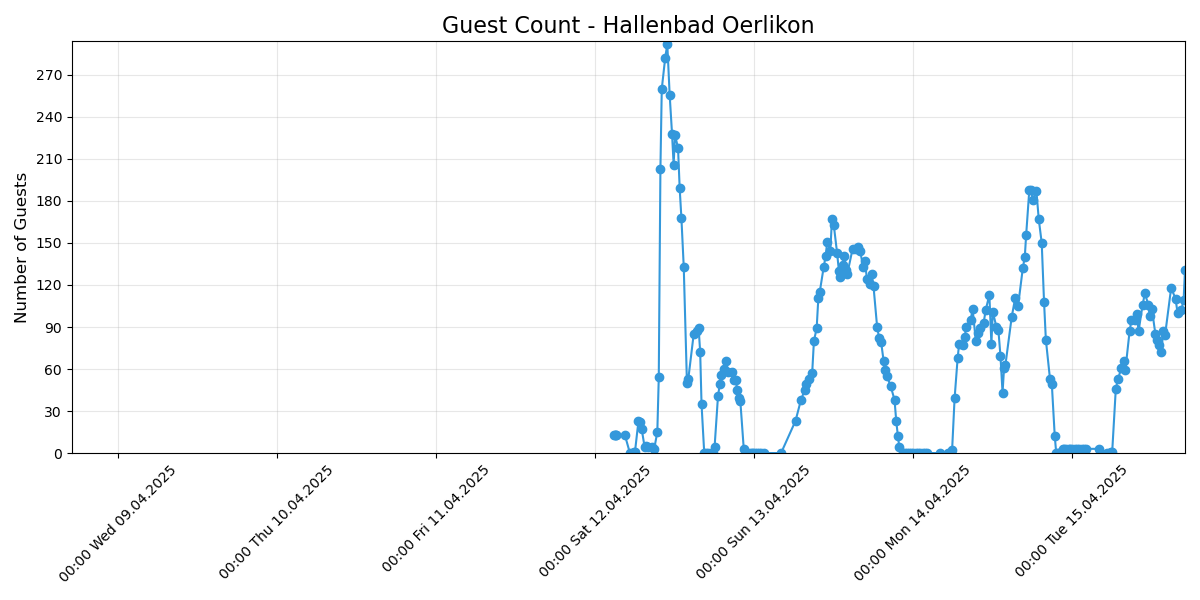 Guest Count - Hallenbad Oerlikon
Number of Guests
270
240
210
180
150
120
90
60
30
0
00:00 Wed 09.04.2025
00:00 Thu 10.04.2025
00:00 Fri 11.04.2025
00:00 Sat 12.04.2025
00:00 Sun 13.04.2025
00:00 Mon 14.04.2025
00:00 Tue 15.04.2025